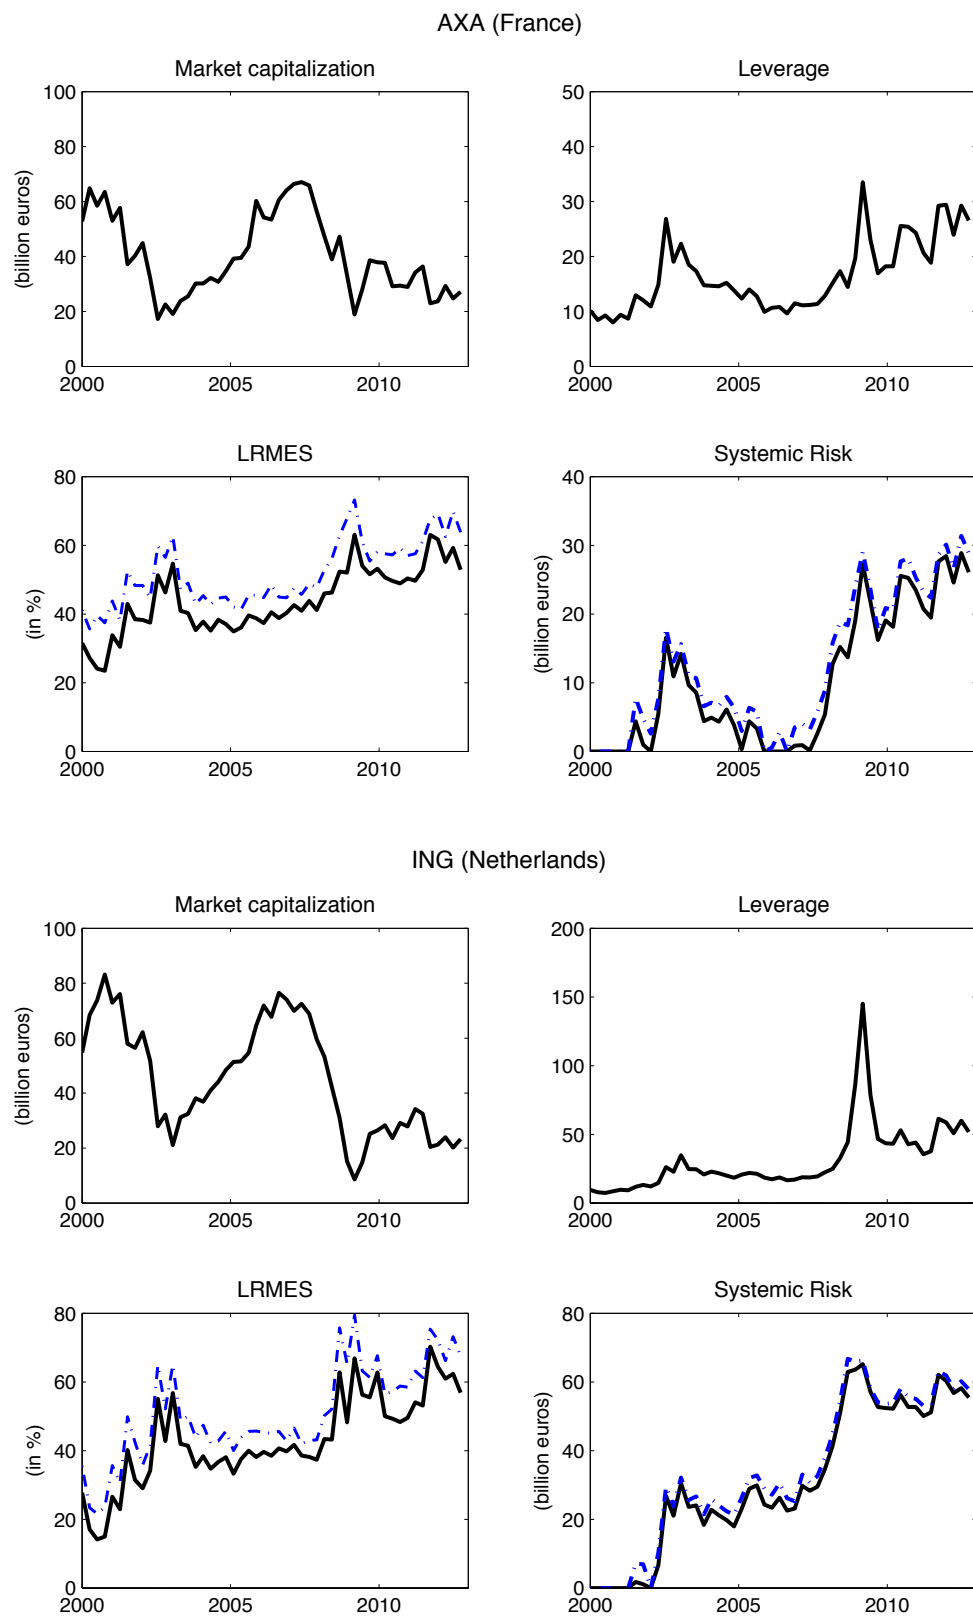 AXA (France)
Market capitalization
Leverage
(billion euros)
100
80
60
40
20
0
2000 2005 2010
50
40
30
20
10
0
2000 2005 2010
LRMES
Systemic Risk
(in %)
80
60
40
20
0
2000 2005 2010
(billion euros)
40
30
20
10
0
2000 2005 2010
ING (Netherlands)
Market capitalization
Leverage
(billion euros)
100
80
60
40
20
0
2000 2005 2010
200
150
100
50
0
2000 2005 2010
LRMES
Systemic Risk
(in %)
80
60
40
20
0
2000 2005 2010
(billion euros)
80
60
40
20
0
2000 2005 2010